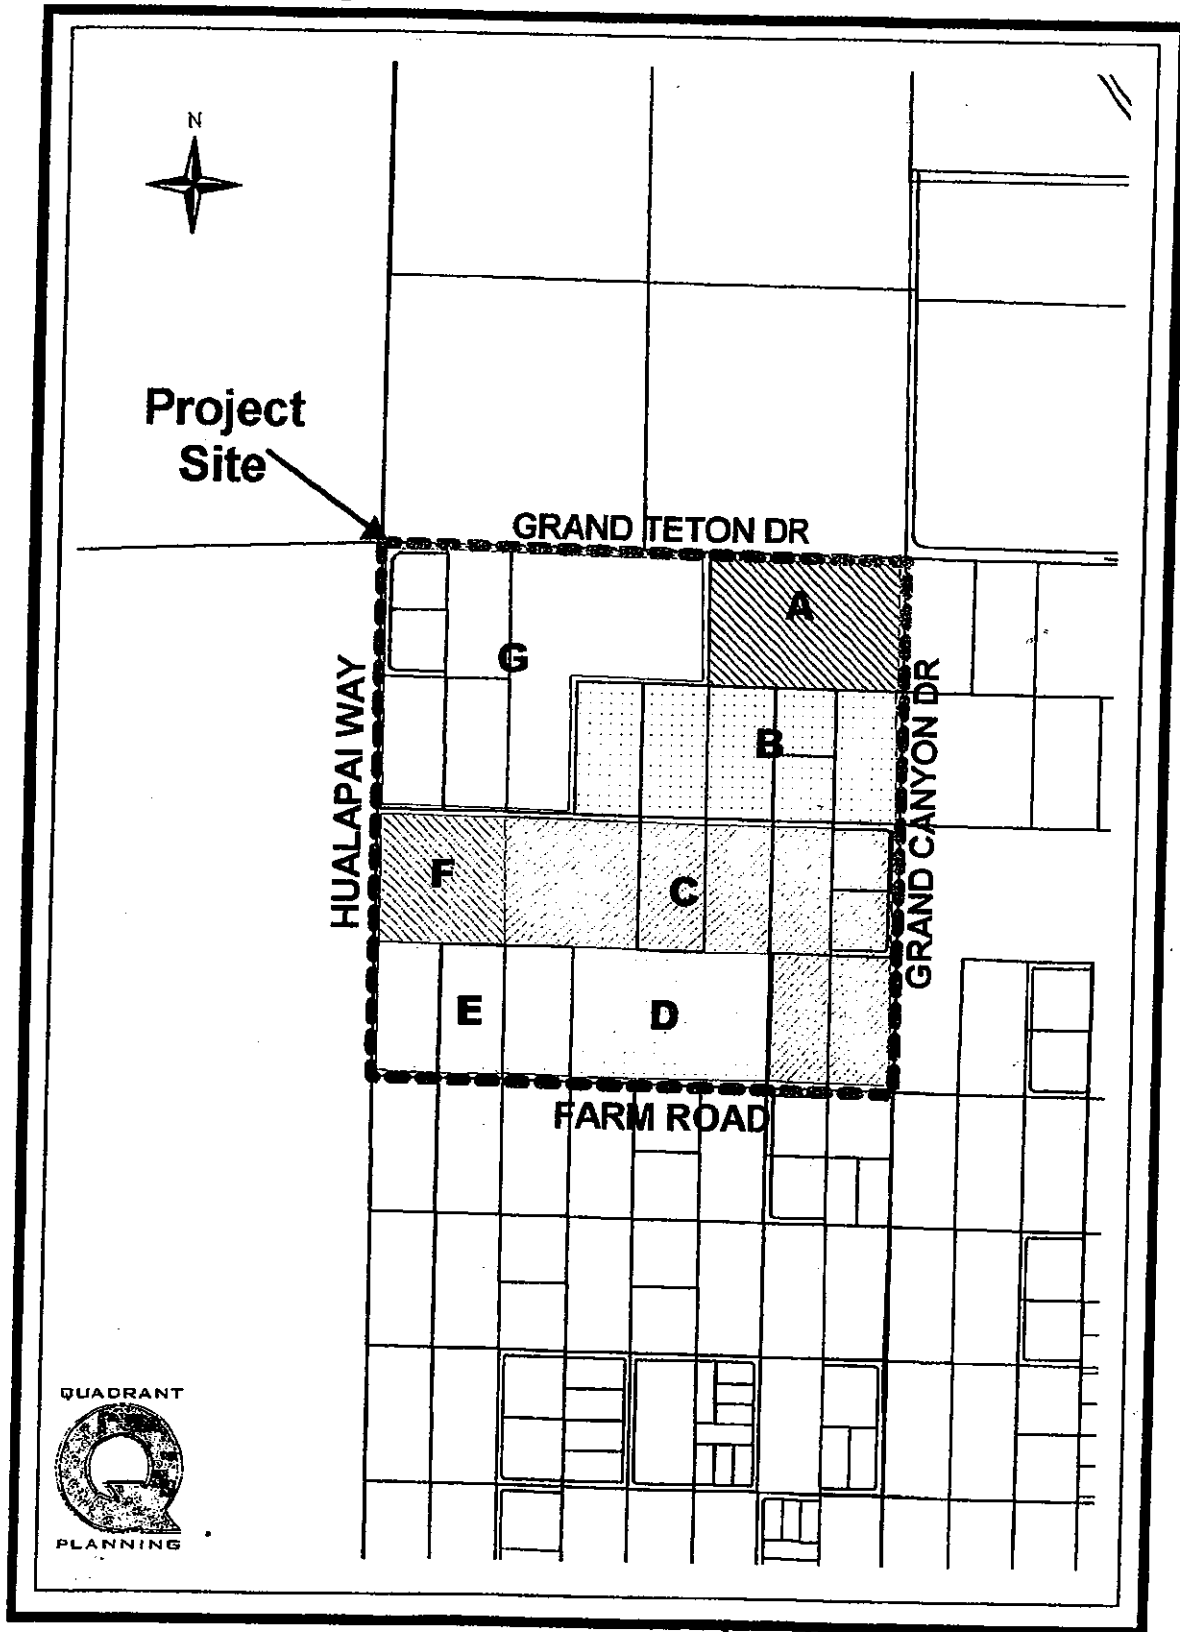 N
Project
Site
GRAND TETON DR
A
G
HUALAPAI WAY
B
GRAND CANYON DR
F
C
E
D
FARM ROAD
QUADRANT
Q
PLANNING